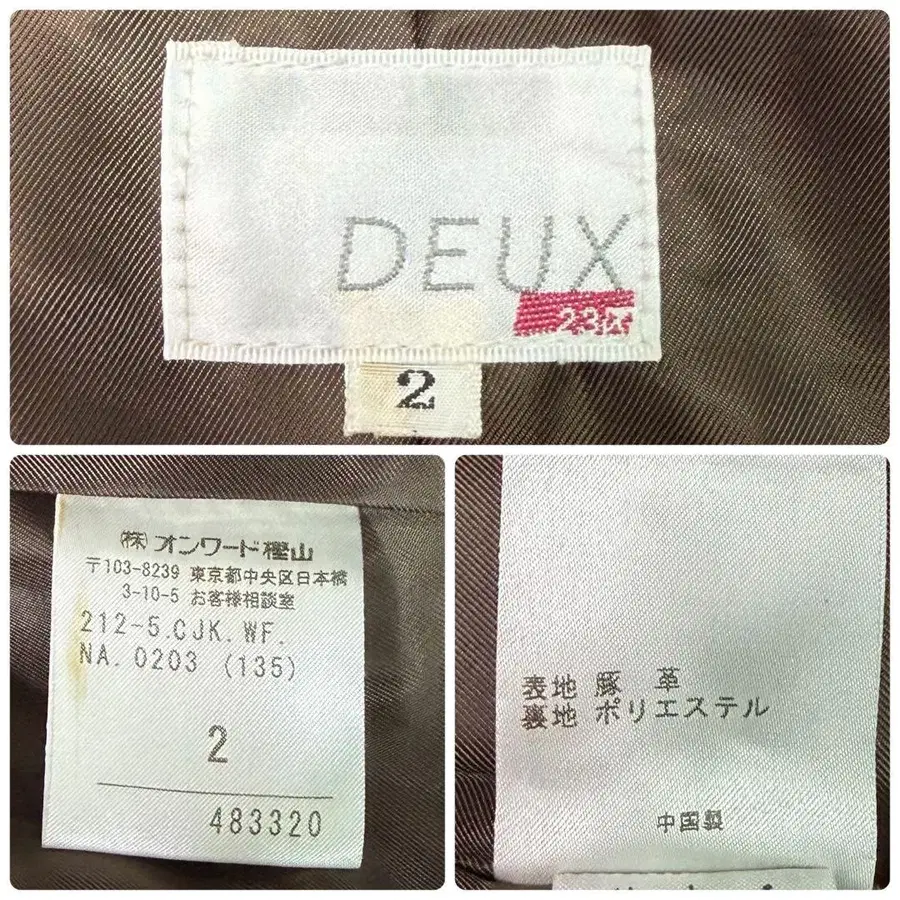 DEUX
23区
2
(株)オンワード樫山
〒103-8239 東京都中央区日本橋
3-10-5 お客様相談室
212-5.CJK.WF.
NA.0203 (135)
2
483320
表地 豚 革
裏地 ポリエステル
中国製